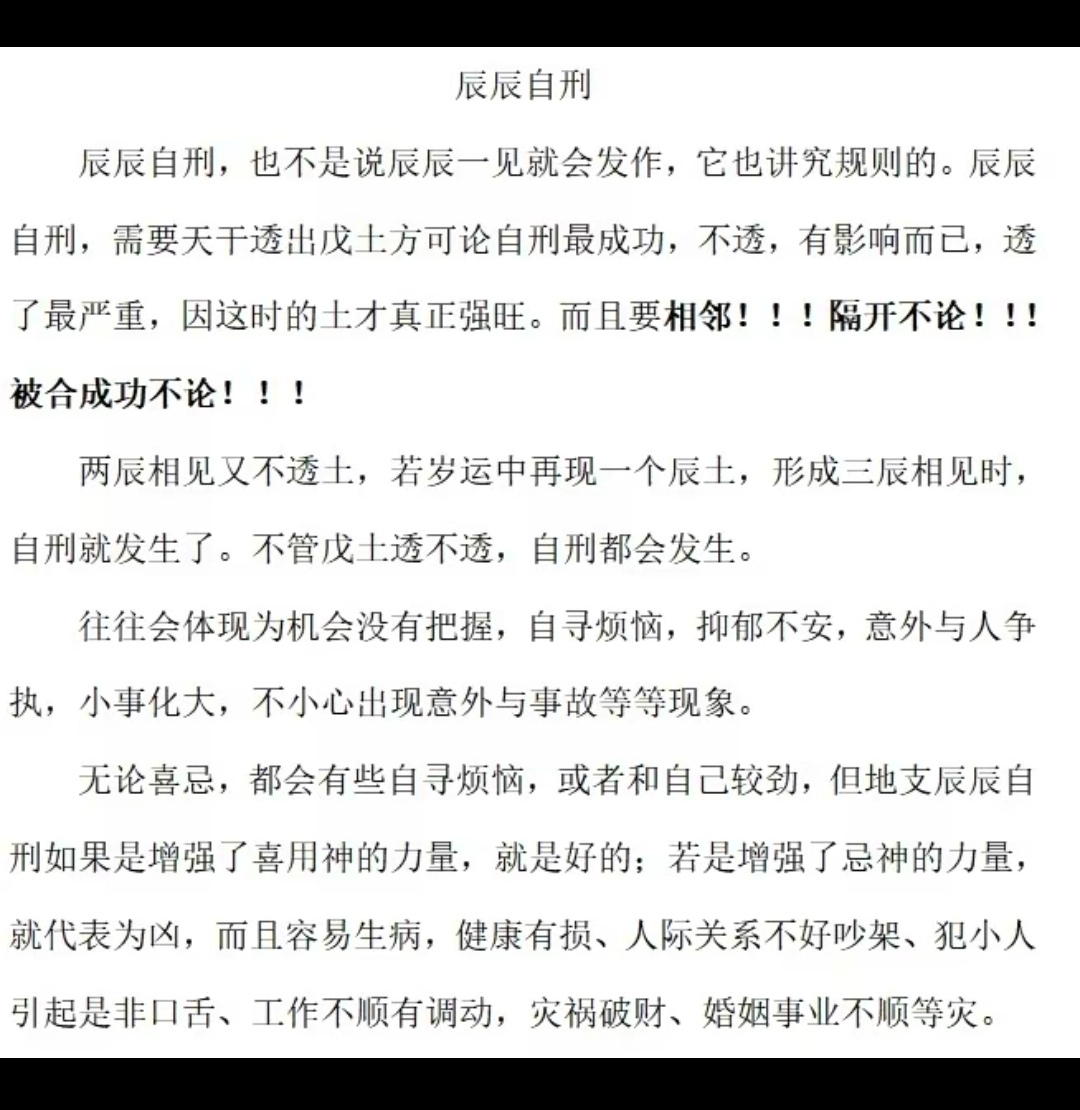 辰辰自刑
辰辰自刑，也不是说辰辰一见就会发作，它也讲究规则的。辰辰
自刑，需要天干透出戊土方可论自刑最成功，不透，有影响而已，透
了最严重，因这时的土才真正强旺。而且要相邻！！！隔开不论！！！
被合成功不论！！！
两辰相见又不透土，若岁运中再现一个辰土，形成三辰相见时，
自刑就发生了。不管戊土透不透，自刑都会发生。
往往会体现为机会没有把握，自寻烦恼，抑郁不安，意外与人争
执，小事化大，不小心出现意外与事故等等现象。
无论喜忌，都会有些自寻烦恼，或者和自己较劲，但地支辰辰自
刑如果是增强了喜用神的力量，就是好的；若是增强了忌神的力量，
就代表为凶，而且容易生病，健康有损、人际关系不好吵架、犯小人
引起是非口舌、工作不顺有调动，灾祸破财、婚姻事业不顺等灾。